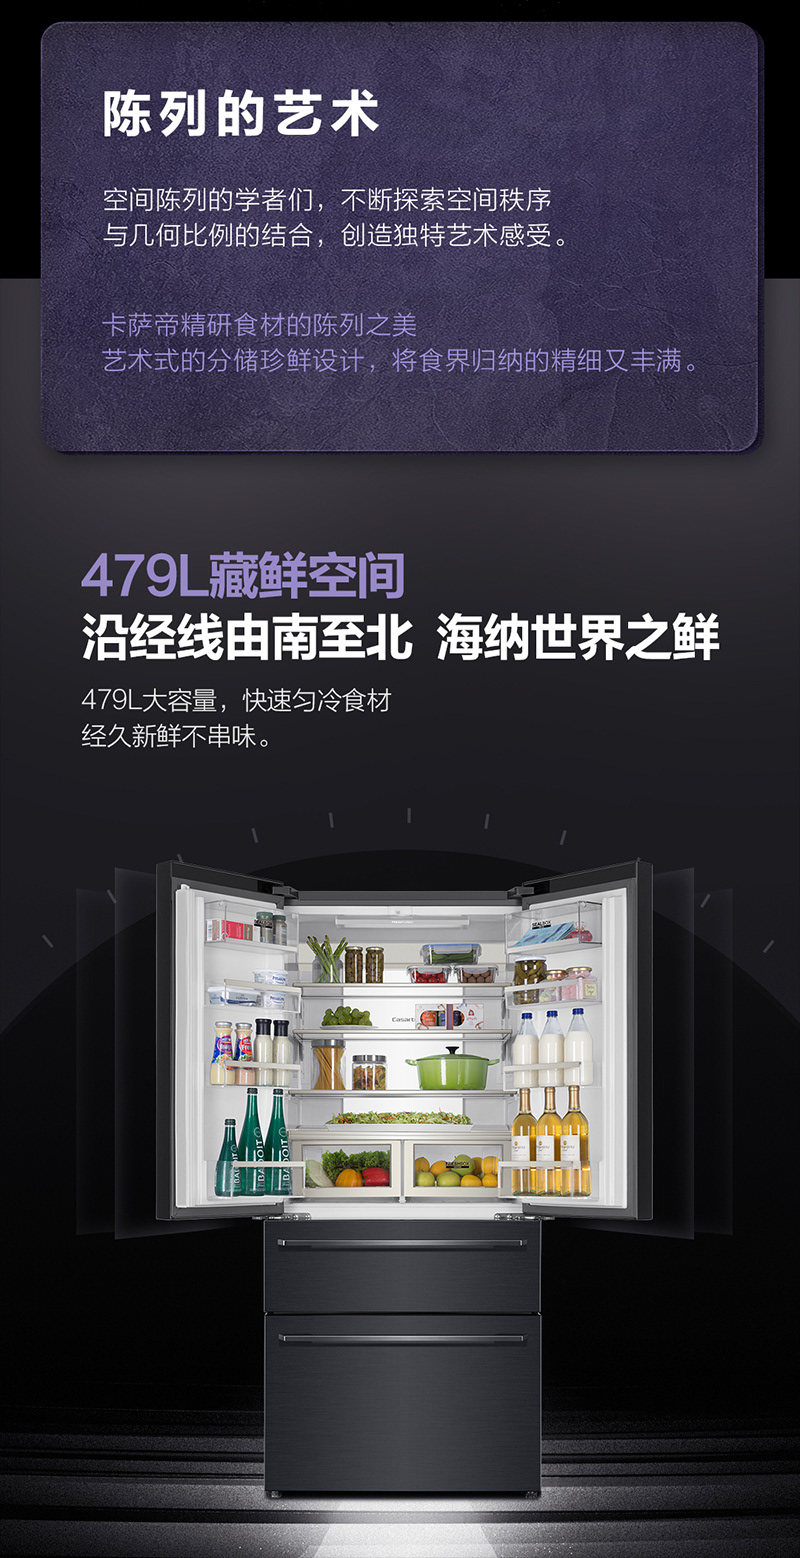 陈列的艺术
空间陈列的学者们，不断探索空间秩序
与几何比例的结合，创造独特艺术感受。
卡萨帝精研食材的陈列之美
艺术式的分储珍鲜设计，将食界归纳的精细又丰满。
479L藏鲜空间
沿经线由南至北 海纳世界之鲜
479L大容量，快速匀冷食材
经久新鲜不串味。
Casart
BADOIT
BADOIT
BADOIT